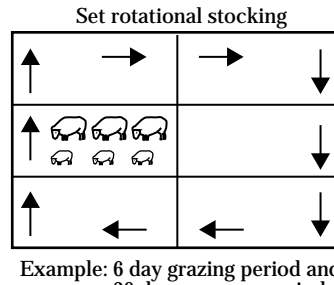 Set rotational stocking
Example: 6 day grazing period and